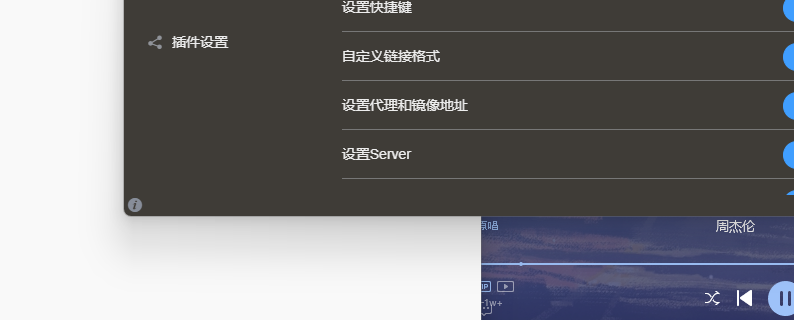 设置快捷键
插件设置
自定义链接格式
设置代理和镜像地址
设置Server
原唱
周杰伦
1w+